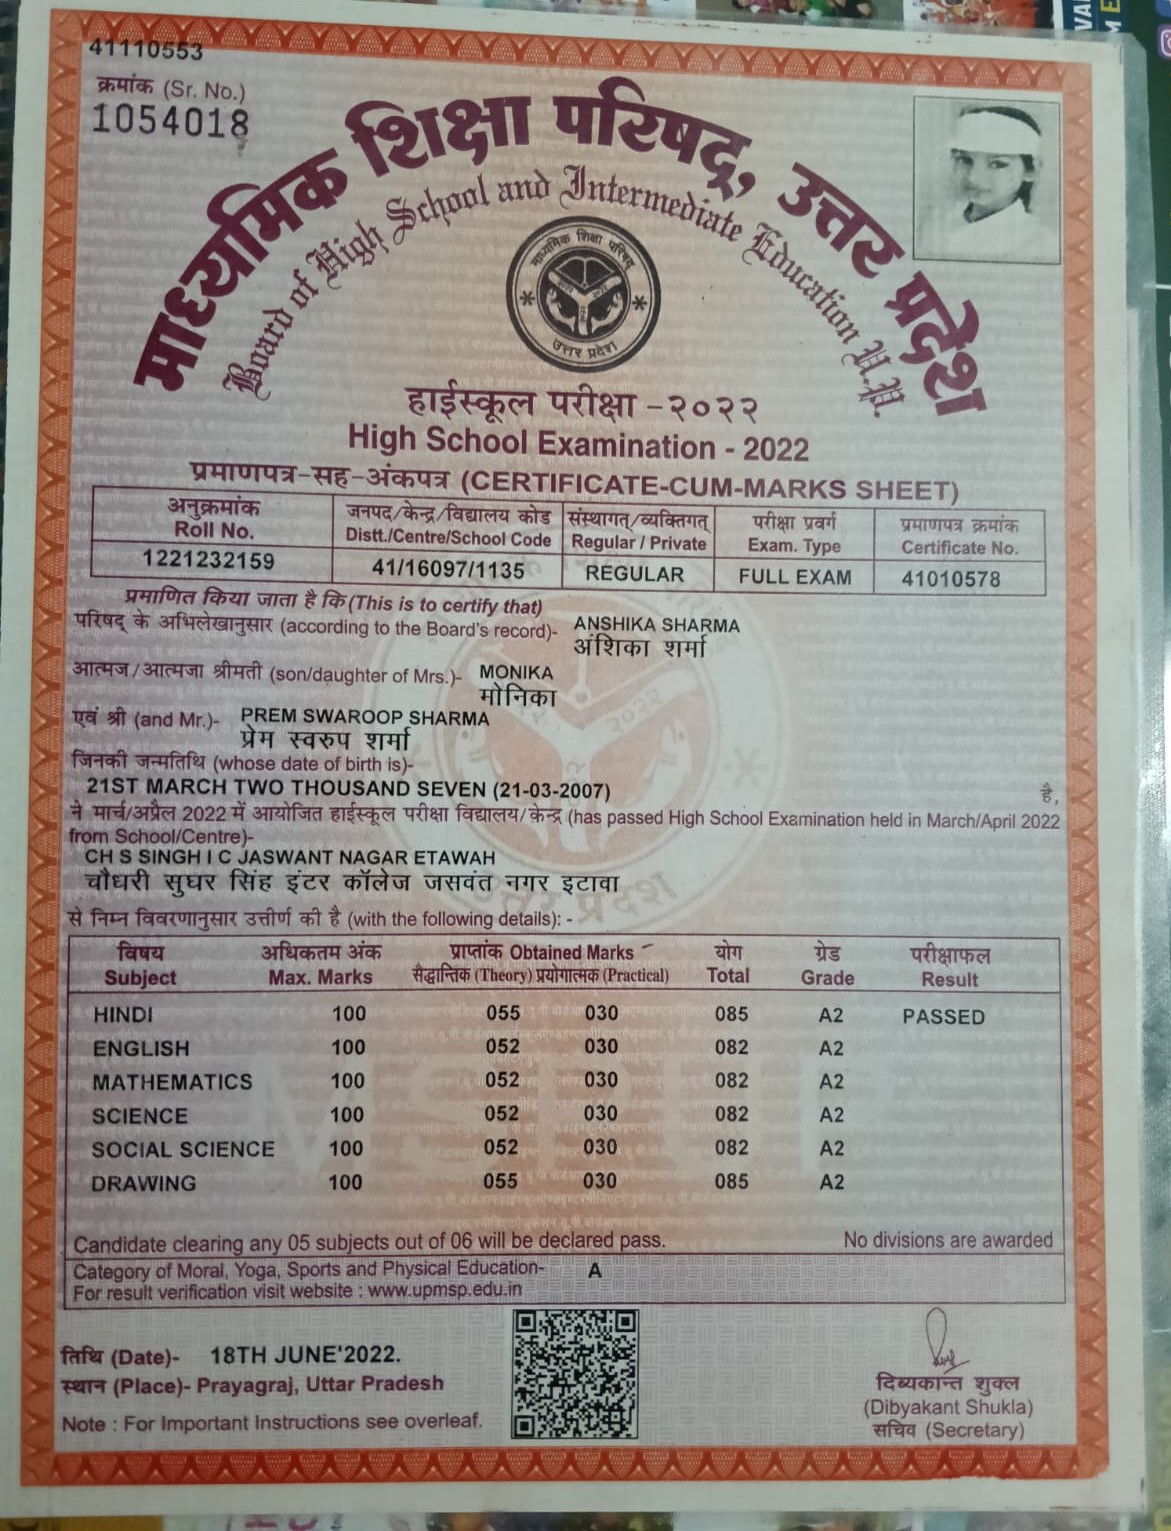 41110553
क्रमांक (Sr. No.)
1054018
माध्यमिक शिक्षा परिषद्, उत्तर प्रदेश
Board of High School and Intermediate Education U.P.
माध्यमिक शिक्षा परिषद्
उत्तर प्रदेश
हाईस्कूल परीक्षा -२०२२
High School Examination - 2022
प्रमाणपत्र-सह-अंकपत्र (CERTIFICATE-CUM-MARKS SHEET)
अनुक्रमांक जनपद/केन्द्र/विद्यालय कोड संस्थागत्/व्यक्तिगत् परीक्षा प्रवर्ग प्रमाणपत्र क्रमांक
Roll No. Distt./Centre/School Code Regular / Private Exam. Type Certificate No.
1221232159 41/16097/1135 REGULAR FULL EXAM 41010578
प्रमाणित किया जाता है कि (This is to certify that)
परिषद् के अभिलेखानुसार (according to the Board's record)- ANSHIKA SHARMA
अंशिका शर्मा
आत्मज/आत्मजा श्रीमती (son/daughter of Mrs.)- MONIKA
मोनिका
एवं श्री (and Mr.)- PREM SWAROOP SHARMA
प्रेम स्वरुप शर्मा
जिनकी जन्मतिथि (whose date of birth is)-
21ST MARCH TWO THOUSAND SEVEN (21-03-2007) है,
ने मार्च/अप्रैल 2022 में आयोजित हाईस्कूल परीक्षा विद्यालय/केन्द्र (has passed High School Examination held in March/April 2022
from School/Centre)-
CH S SINGH I C JASWANT NAGAR ETAWAH
चौधरी सुघर सिंह इंटर कॉलेज जसवंत नगर इटावा
से निम्न विवरणानुसार उत्तीर्ण की है (with the following details): -
विषय अधिकतम अंक प्राप्तांक Obtained Marks योग ग्रेड परीक्षाफल
Subject Max. Marks सैद्धान्तिक (Theory) प्रयोगात्मक (Practical) Total Grade Result
HINDI 100 055 030 085 A2 PASSED
ENGLISH 100 052 030 082 A2
MATHEMATICS 100 052 030 082 A2
SCIENCE 100 052 030 082 A2
SOCIAL SCIENCE 100 052 030 082 A2
DRAWING 100 055 030 085 A2
Candidate clearing any 05 subjects out of 06 will be declared pass. No divisions are awarded
Category of Moral, Yoga, Sports and Physical Education- A
For result verification visit website : www.upmsp.edu.in
तिथि (Date)- 18TH JUNE'2022.
स्थान (Place)- Prayagraj, Uttar Pradesh
Note : For Important Instructions see overleaf.
दिब्यकान्त शुक्ल
(Dibyakant Shukla)
सचिव (Secretary)